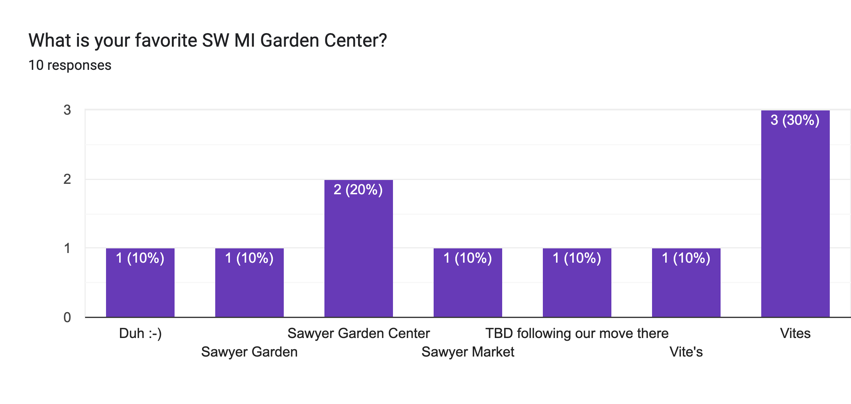 What is your favorite SW MI Garden Center?
10 responses
3
2
1
0
1 (10%)
1 (10%)
2 (20%)
1 (10%)
1 (10%)
1 (10%)
3 (30%)
Duh :-)
Sawyer Garden
Sawyer Garden Center
Sawyer Market
TBD following our move there
Vite's
Vites